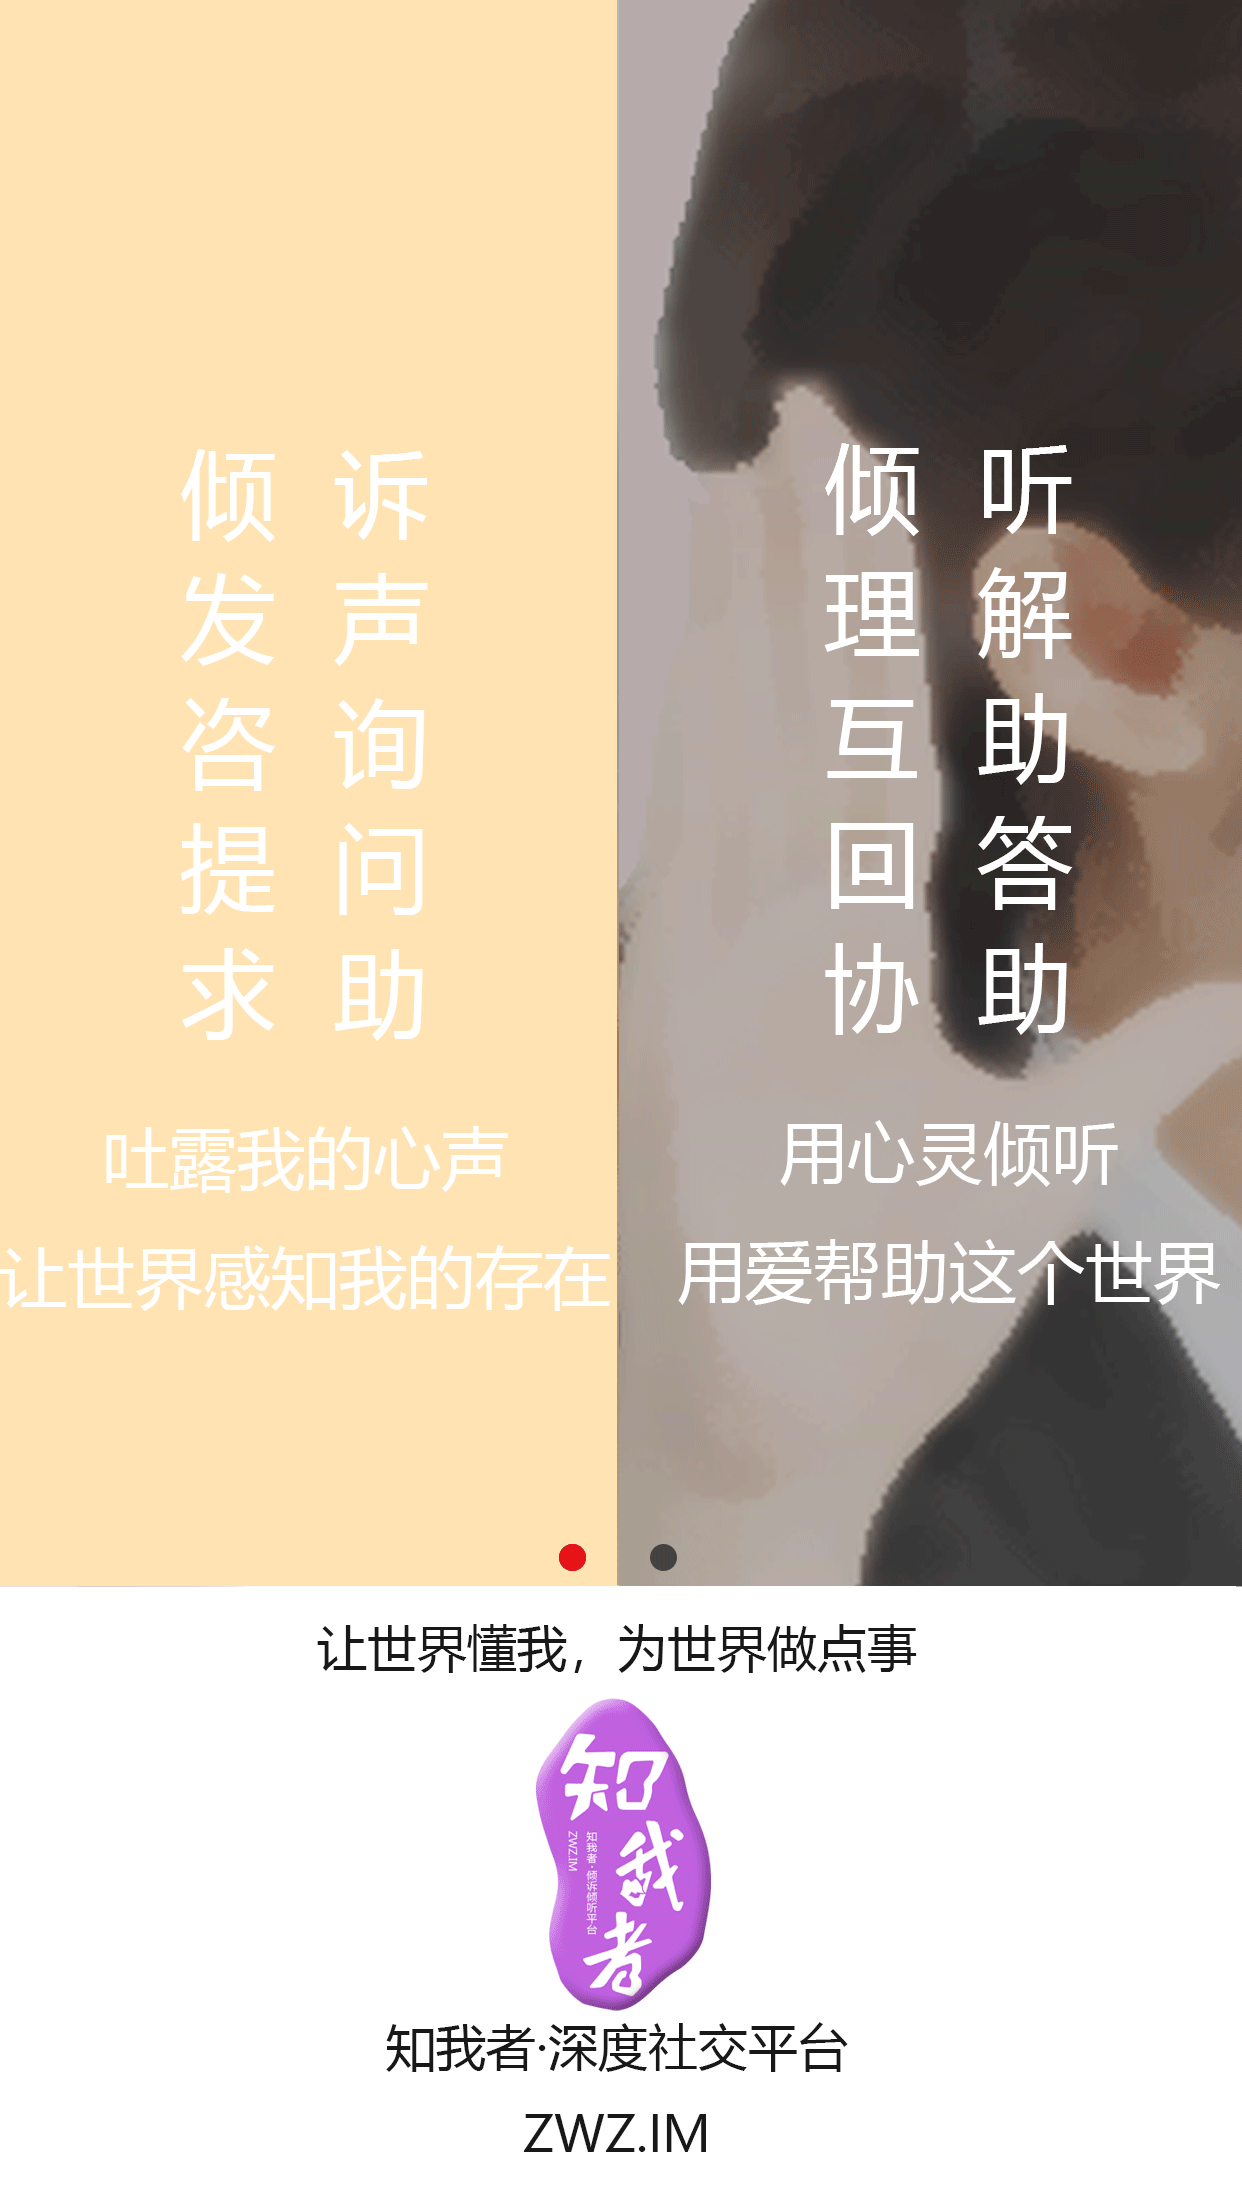 倾 诉
发 声
咨 询
提 问
求 助
吐露我的心声
让世界感知我的存在
倾 听
理 解
互 助
回 答
协 助
用心灵倾听
用爱帮助这个世界
让世界懂我，为世界做点事
知我者
知我者·倾诉倾听平台
ZWZ.IM
知我者·深度社交平台
ZWZ.IM